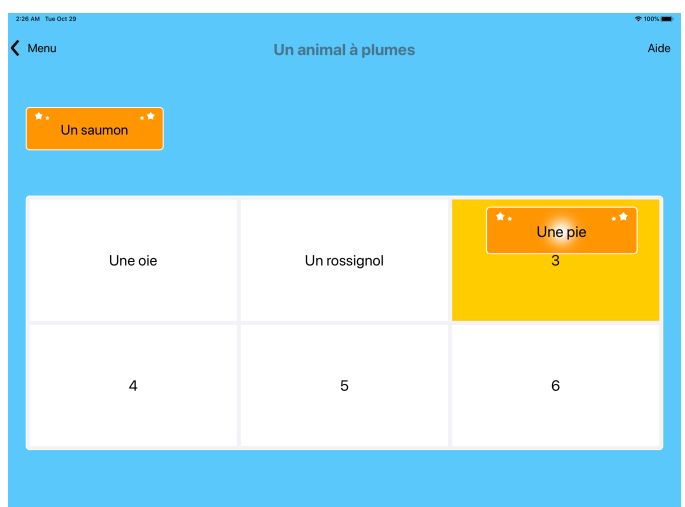 2:26 AM Tue Oct 29
100%
Menu
Un animal à plumes
Aide
Un saumon
Une pie
Une oie
Un rossignol
3
4
5
6